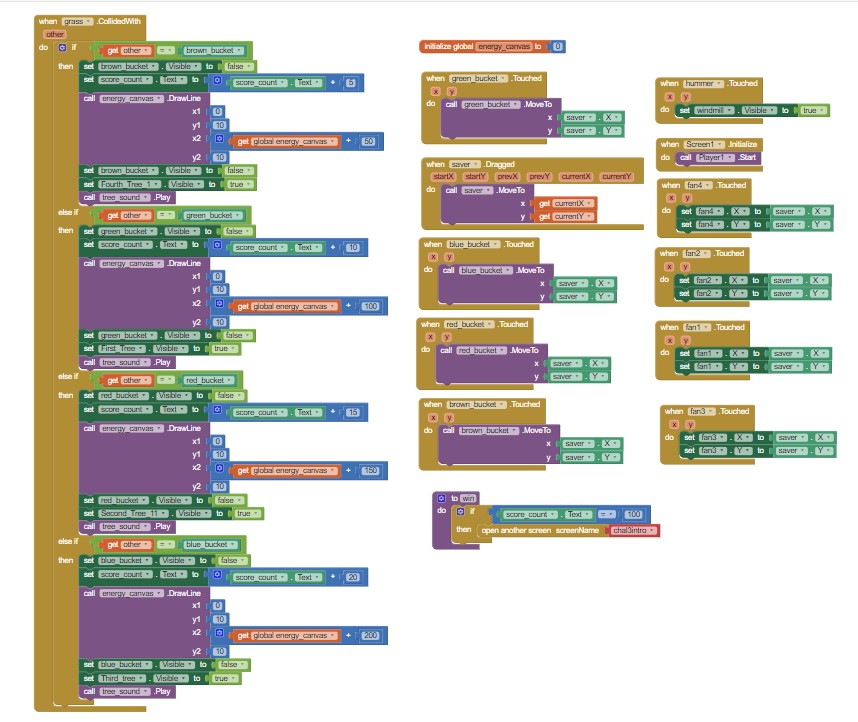 when grass .CollidedWith
other
do if get other = brown_bucket
then set brown_bucket . Visible to false
set score_count . Text to score_count . Text + 5
call energy_canvas .DrawLine
x1 0
y1 10
x2 get global energy_canvas + 50
y2 10
set brown_bucket . Visible to false
set Fourth_Tree_1 . Visible to true
call tree_sound .Play
else if get other = green_bucket
then set green_bucket . Visible to false
set score_count . Text to score_count . Text + 10
call energy_canvas .DrawLine
x1 0
y1 10
x2 get global energy_canvas + 100
y2 10
set green_bucket . Visible to false
set First_Tree . Visible to true
call tree_sound .Play
else if get other = red_bucket
then set red_bucket . Visible to false
set score_count . Text to score_count . Text + 15
call energy_canvas .DrawLine
x1 0
y1 10
x2 get global energy_canvas + 150
y2 10
set red_bucket . Visible to false
set Second_Tree_11 . Visible to true
call tree_sound .Play
else if get other = blue_bucket
then set blue_bucket . Visible to false
set score_count . Text to score_count . Text + 20
call energy_canvas .DrawLine
x1 0
y1 10
x2 get global energy_canvas + 200
y2 10
set blue_bucket . Visible to false
set Third_tree . Visible to true
call tree_sound .Play
initialize global energy_canvas to 0
when green_bucket .Touched
x y
do call green_bucket .MoveTo
x saver . X
y saver . Y
when saver .Dragged
startX startY prevX prevY currentX currentY
do call saver .MoveTo
x get currentX
y get currentY
when blue_bucket .Touched
x y
do call blue_bucket .MoveTo
x saver . X
y saver . Y
when red_bucket .Touched
x y
do call red_bucket .MoveTo
x saver . X
y saver . Y
when brown_bucket .Touched
x y
do call brown_bucket .MoveTo
x saver . X
y saver . Y
to win
do if score_count . Text = 100
then open another screen screenName chal3intro
when hummer .Touched
x y
do set windmill . Visible to true
when Screen1 .Initialize
do call Player1 .Start
when fan4 .Touched
x y
do set fan4 . X to saver . X
set fan4 . Y to saver . Y
when fan2 .Touched
x y
do set fan2 . X to saver . X
set fan2 . Y to saver . Y
when fan1 .Touched
x y
do set fan1 . X to saver . X
set fan1 . Y to saver . Y
when fan3 .Touched
x y
do set fan3 . X to saver . X
set fan3 . Y to saver . Y